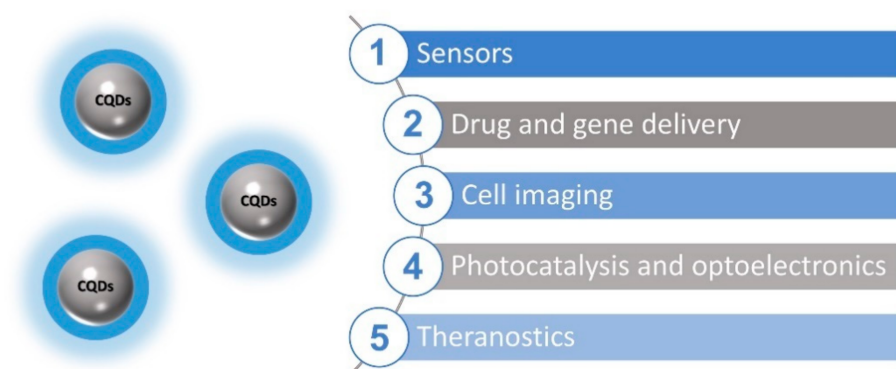 CQDs
CQDs
CQDs
1 Sensors
2 Drug and gene delivery
3 Cell imaging
4 Photocatalysis and optoelectronics
5 Theranostics